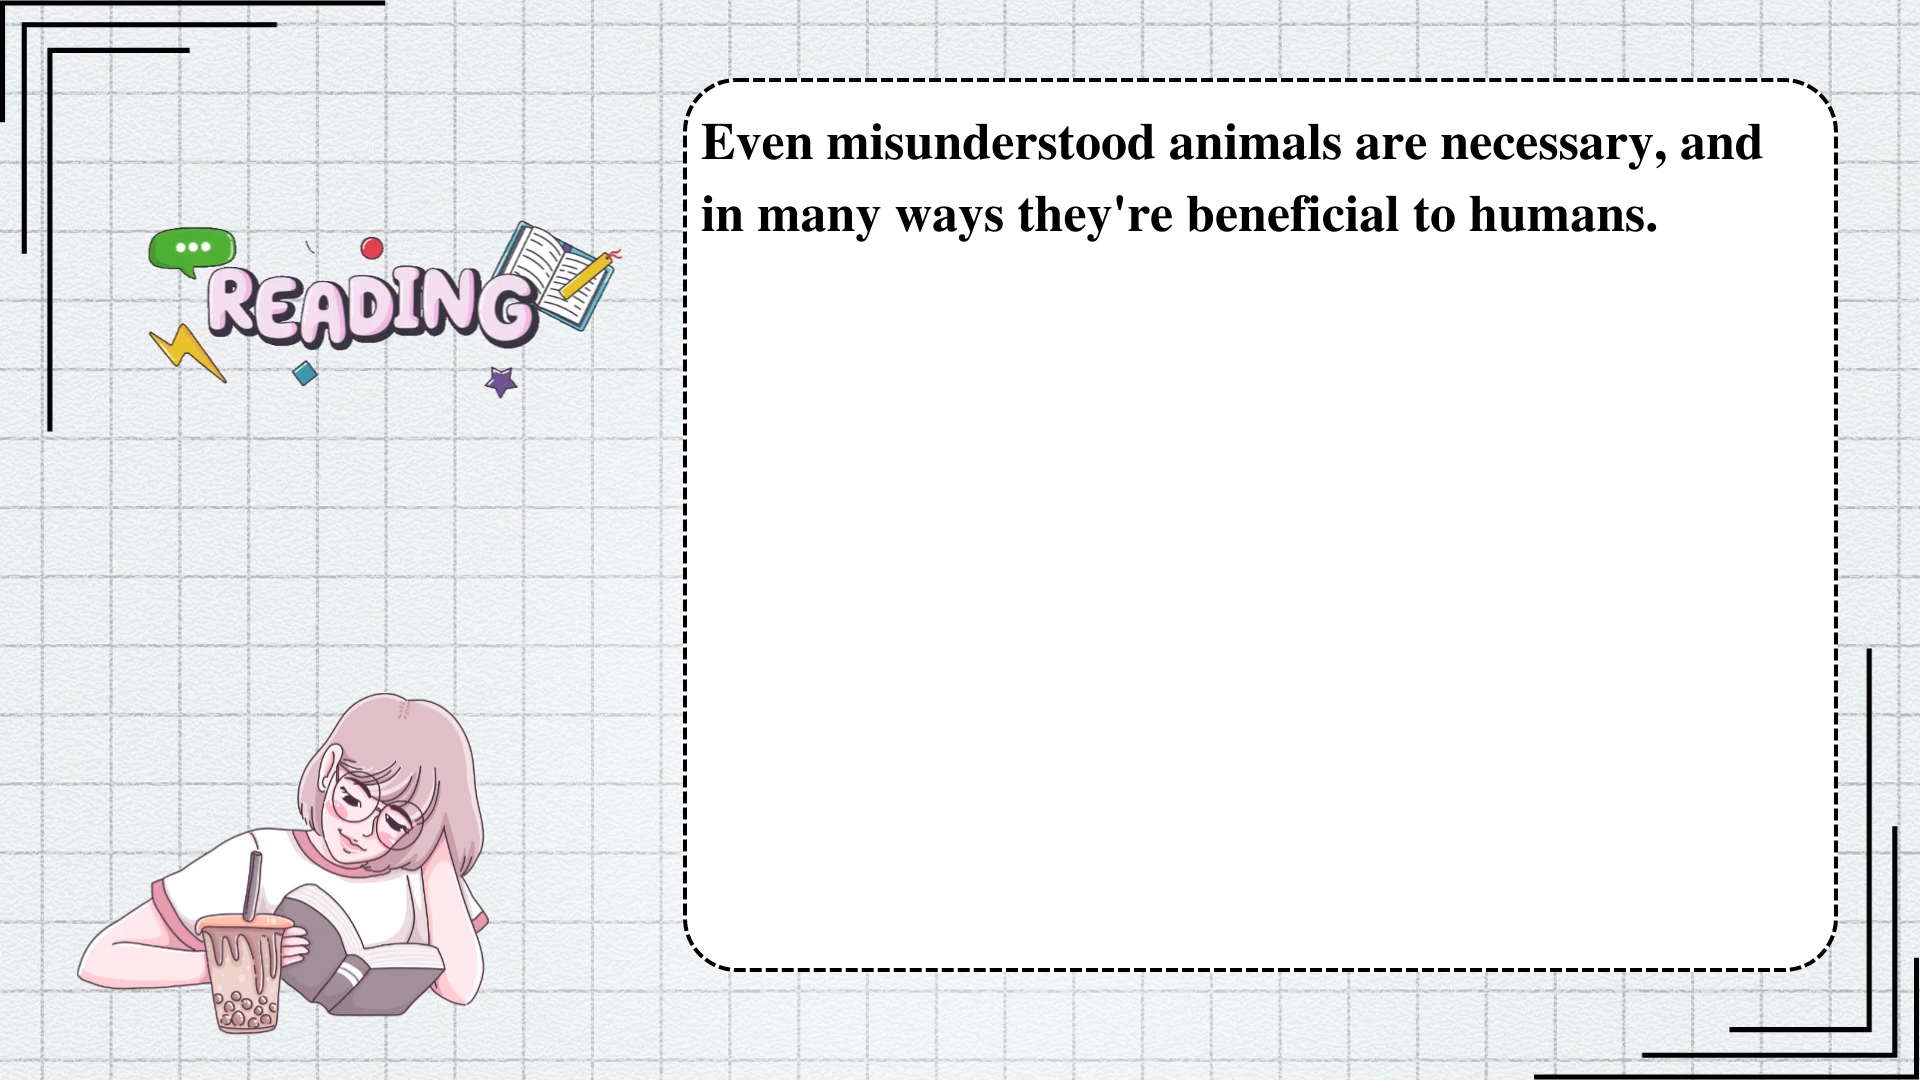 READING
Even misunderstood animals are necessary, and
in many ways they're beneficial to humans.